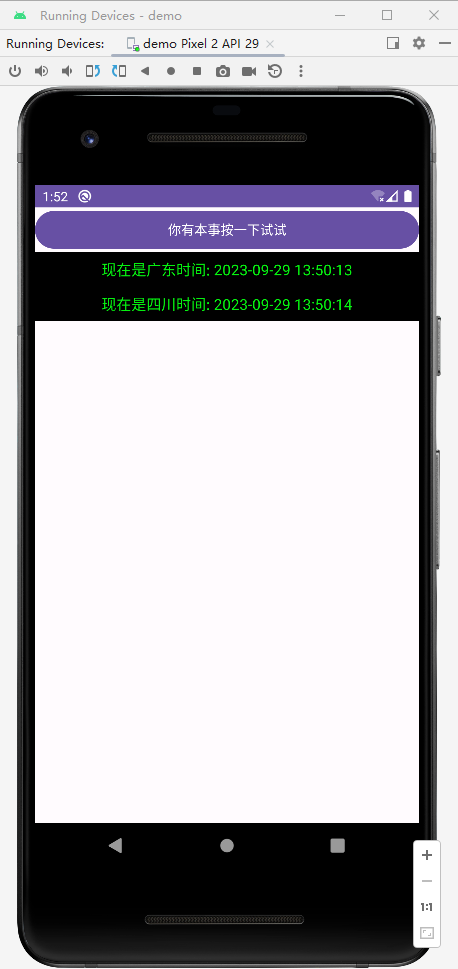 Running Devices - demo
Running Devices: demo Pixel 2 API 29
1:52
你有本事按一下试试
现在是广东时间: 2023-09-29 13:50:13
现在是四川时间: 2023-09-29 13:50:14
1:1